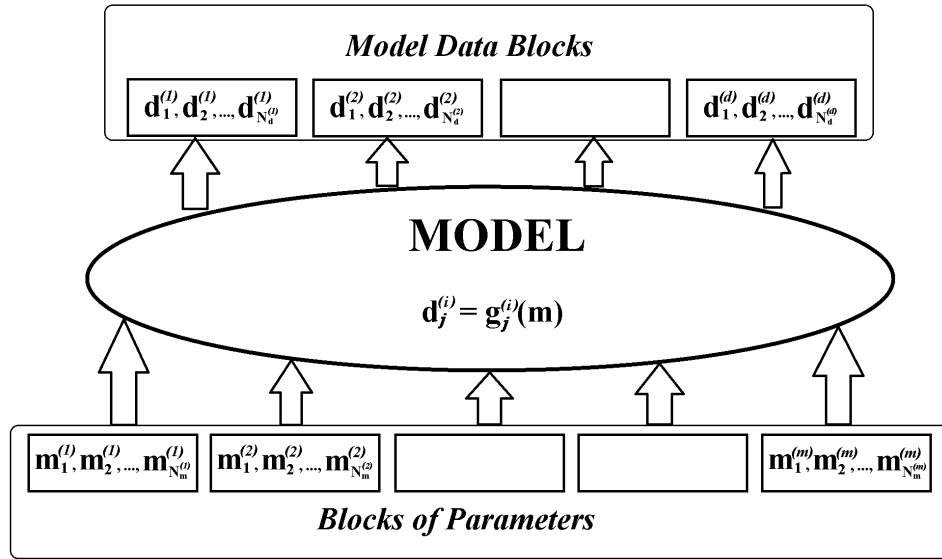 Model Data Blocks
d₁⁽¹⁾, d₂⁽¹⁾, ..., d_{N_d⁽¹⁾}⁽¹⁾ d₁⁽²⁾, d₂⁽²⁾, ..., d_{N_d⁽²⁾}⁽²⁾ d₁⁽ᵈ⁾, d₂⁽ᵈ⁾, ..., d_{N_d⁽ᵈ⁾}⁽ᵈ⁾
MODEL
d_j⁽ⁱ⁾ = g_j⁽ⁱ⁾(m)
m₁⁽¹⁾, m₂⁽¹⁾, ..., m_{N_m⁽¹⁾}⁽¹⁾ m₁⁽²⁾, m₂⁽²⁾, ..., m_{N_m⁽²⁾}⁽²⁾ m₁⁽ᵐ⁾, m₂⁽ᵐ⁾, ..., m_{N_m⁽ᵐ⁾}⁽ᵐ⁾
Blocks of Parameters